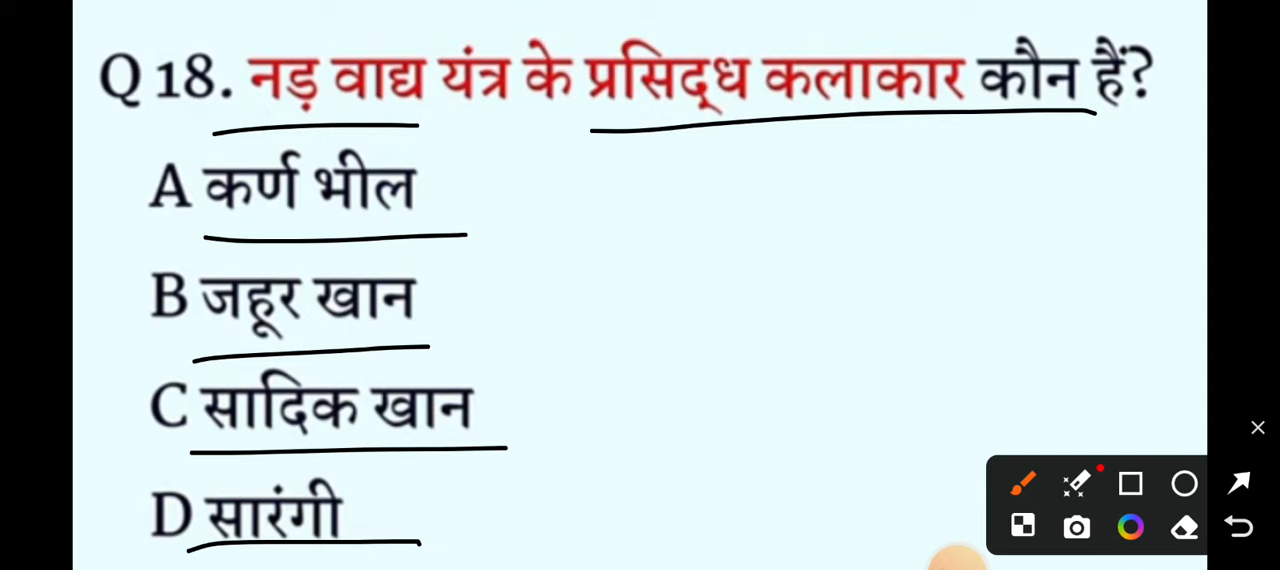 Q 18. नड़ वाद्य यंत्र के प्रसिद्ध कलाकार कौन हैं?
A कर्ण भील
B जहूर खान
C सादिक खान
D सारंगी